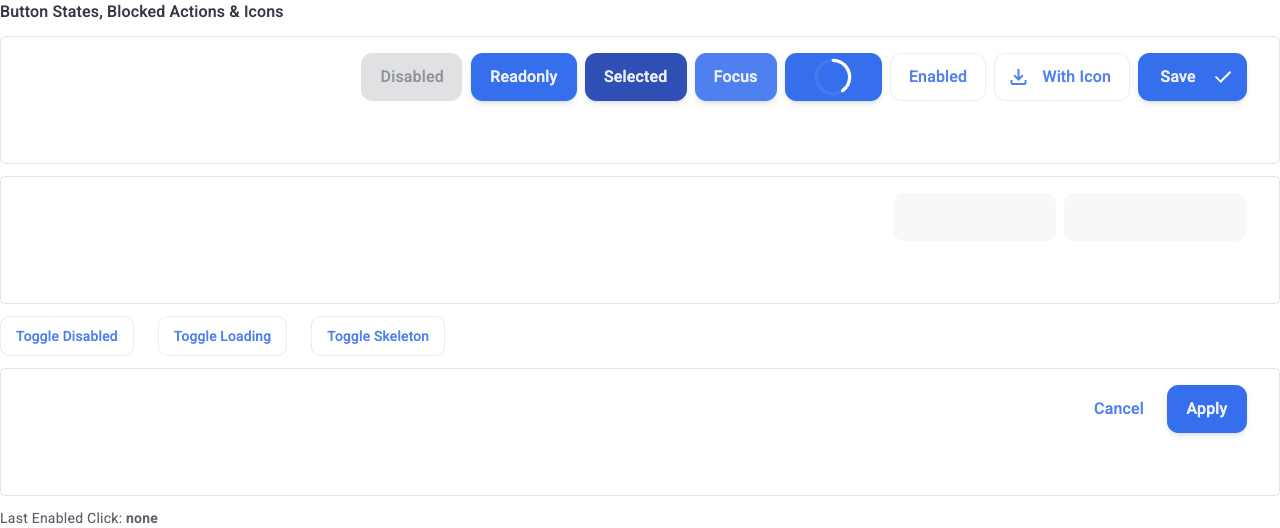 Button States, Blocked Actions & Icons
Disabled Readonly Selected Focus Enabled With Icon Save
Toggle Disabled Toggle Loading Toggle Skeleton
Cancel Apply
Last Enabled Click: none